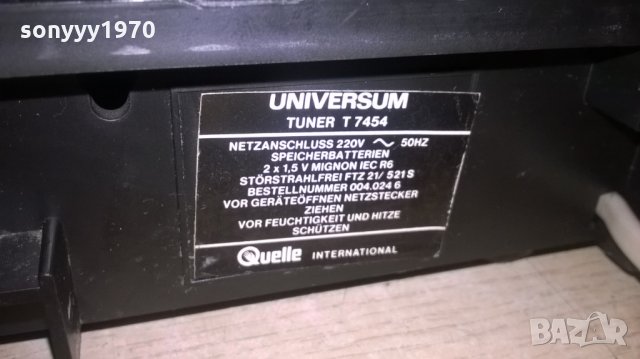 sonyyy1970
UNIVERSUM
TUNER T 7454
NETZANSCHLUSS 220V ~ 50HZ
SPEICHERBATTERIEN
2 x 1,5 V MIGNON IEC R6
STÖRSTRAHLFREI FTZ 21/ 521 S
BESTELLNUMMER 004.024 6
VOR GERÄTEÖFFNEN NETZSTECKER
ZIEHEN
VOR FEUCHTIGKEIT UND HITZE
SCHÜTZEN
Quelle INTERNATIONAL
BAZAR